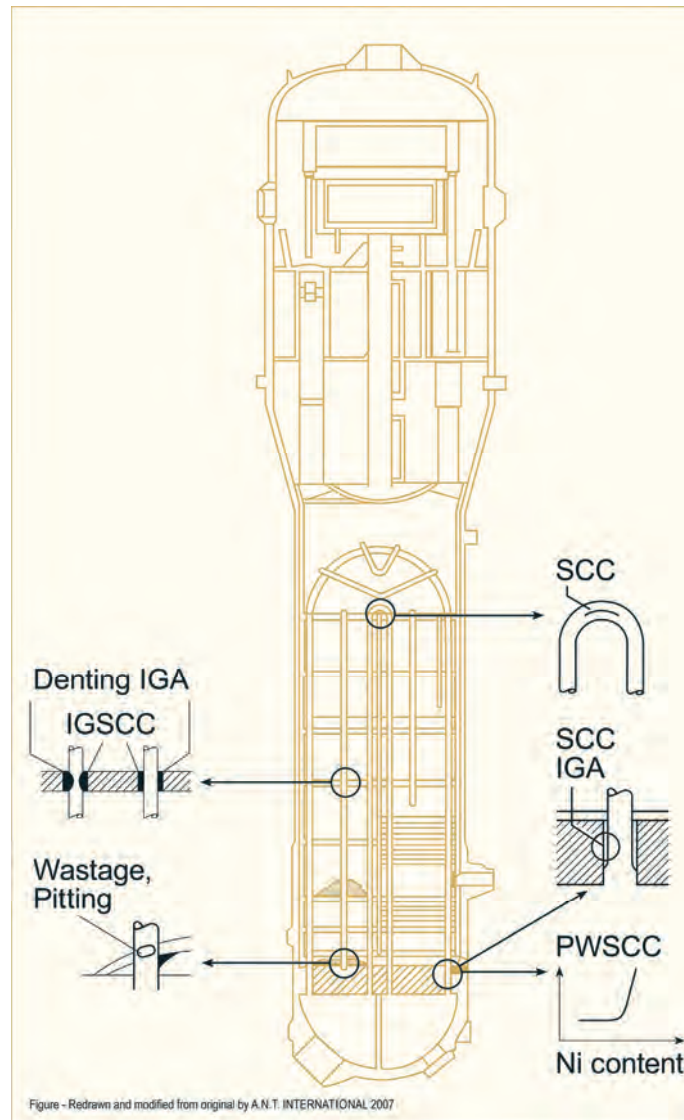 SCC
Denting IGA
IGSCC
SCC
IGA
Wastage,
Pitting
PWSCC
Ni content
Figure - Redrawn and modified from original by A.N.T. INTERNATIONAL 2007